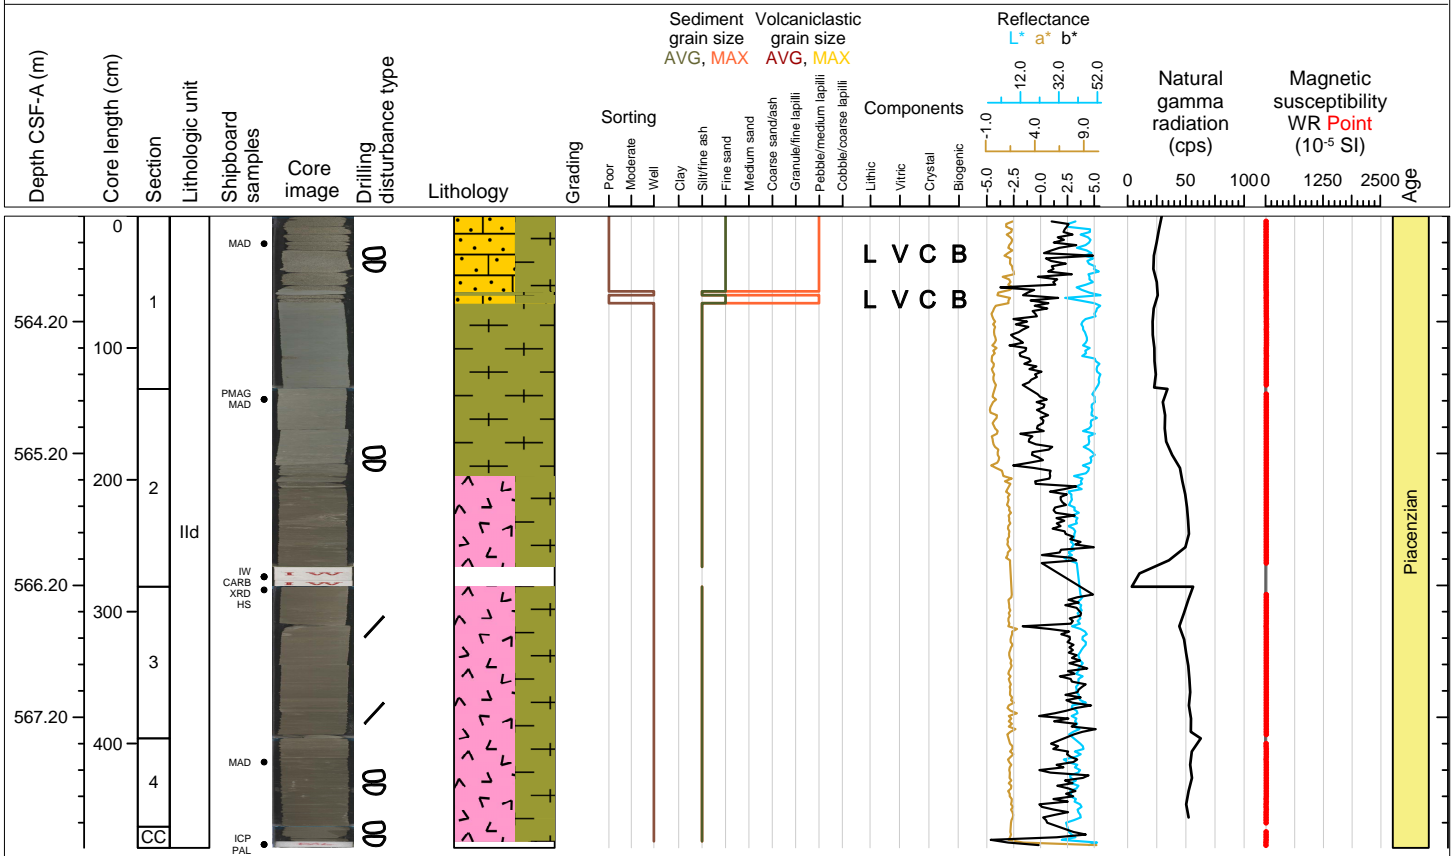 Depth CSF-A (m)
Core length (cm)
Section
Lithologic unit
Shipboard
samples
Core
image
Drilling
disturbance type
Lithology
Grading
Sorting
Poor
Moderate
Well
Sediment
grain size
AVG, MAX
Volcaniclastic
grain size
AVG, MAX
Clay
Silt/fine ash
Fine sand
Medium sand
Coarse sand/ash
Granule/fine lapilli
Pebble/medium lapilli
Cobble/coarse lapilli
Components
Lithic
Vitric
Crystal
Biogenic
Reflectance
L* a* b*
12.0 32.0 52.0
-1.0 4.0 9.0
-5.0 -2.5 0.0 2.5 5.0
Natural
gamma
radiation
(cps)
0 50 100
Magnetic
susceptibility
WR Point
(10-5 SI)
0 1250 2500
Age
0
MAD
L V C B
1
L V C B
564.20
100
PMAG
MAD
565.20
200
2
IId
Piacenzian
IW
IW
CARB
IW
566.20
XRD
HS
300
3
567.20
400
MAD
4
CC
ICP
PAL